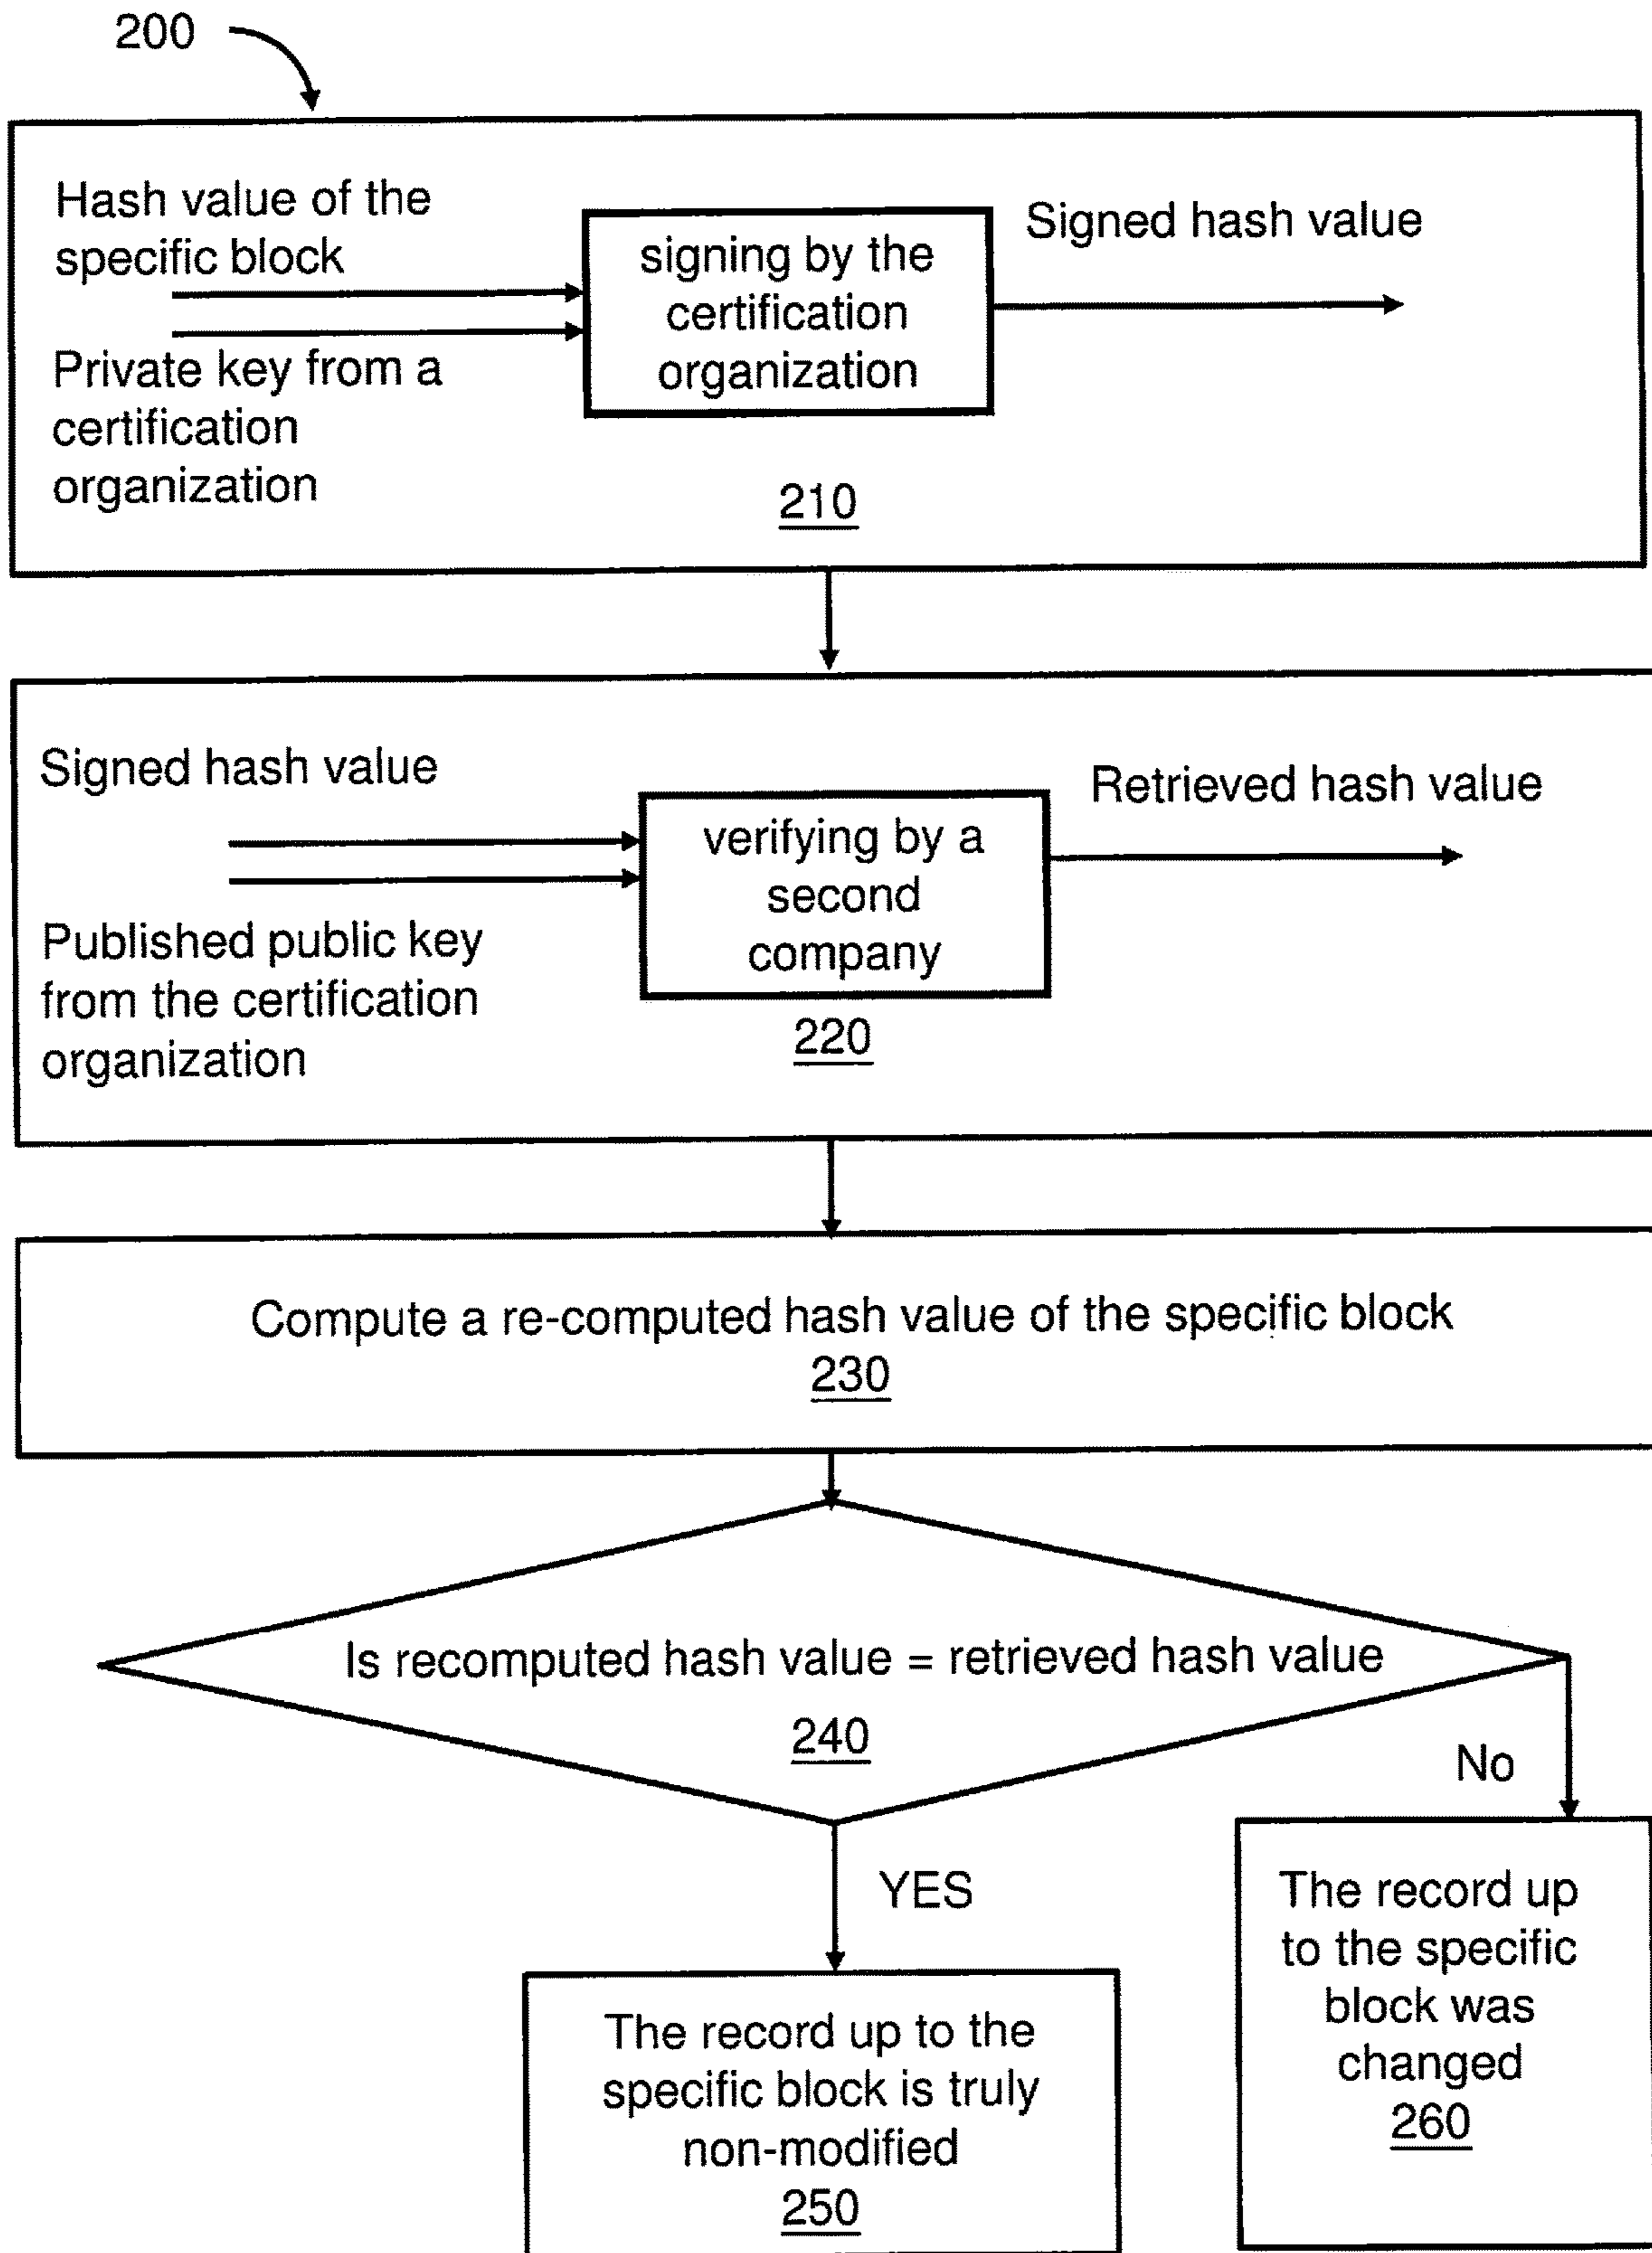 200
Hash value of the
specific block
Private key from a
certification
organization
signing by the
certification
organization
Signed hash value
210
Signed hash value
Published public key
from the certification
organization
verifying by a
second
company
Retrieved hash value
220
Compute a re-computed hash value of the specific block
230
Is recomputed hash value = retrieved hash value
240
No
YES
The record up to the
specific block is truly
non-modified
250
The record up
to the specific
block was
changed
260